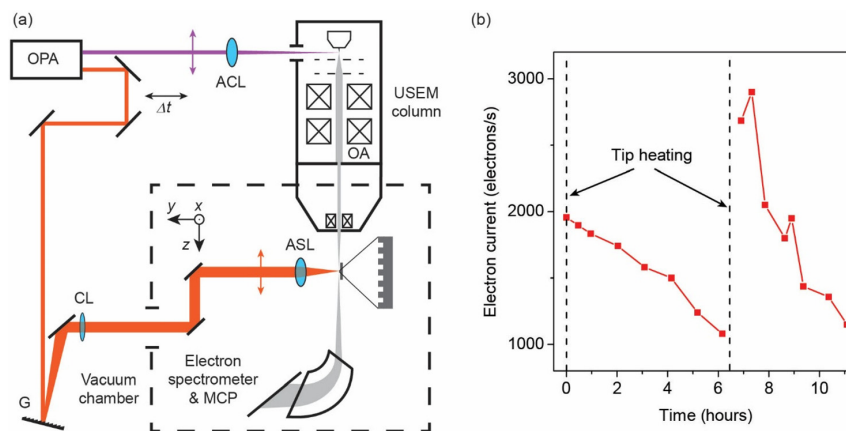 (a)
OPA
ACL
Δt
USEM
column
OA
y
x
z
ASL
CL
Vacuum
chamber
Electron
spectrometer
& MCP
G
(b)
Electron current (electrons/s)
3000
2000
1000
Tip heating
0 2 4 6 8 10
Time (hours)